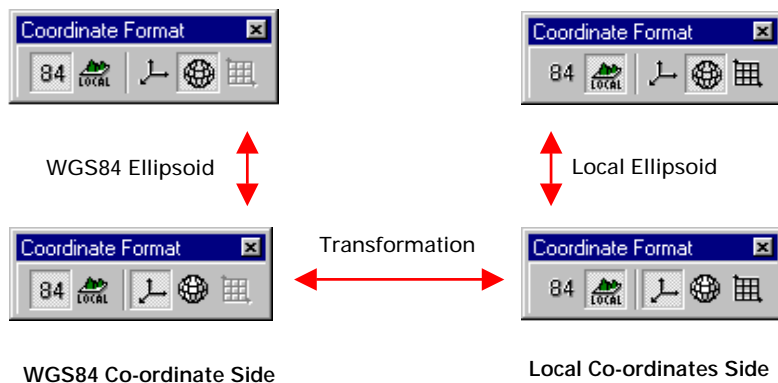 Coordinate Format
84 LOCAL
Coordinate Format
84 LOCAL
WGS84 Ellipsoid
Local Ellipsoid
Coordinate Format
84 LOCAL
Transformation
Coordinate Format
84 LOCAL
WGS84 Co-ordinate Side
Local Co-ordinates Side